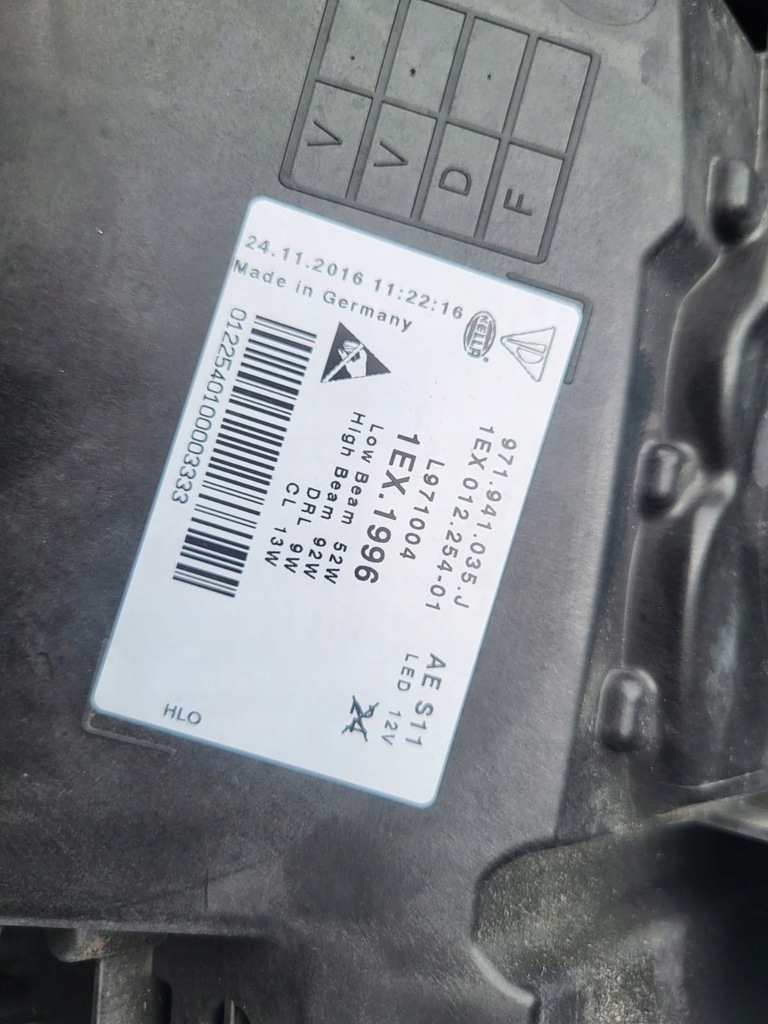 V V D F
HELLA
971.941.035.J
1EX 012.254-01
L971004
1EX.1996
AE S11
LED 12V
24
Low Beam 52W
High Beam 92W
DRL 9W
CL 13W
24.11.2016 11:22:16
Made in Germany
0122540100003333
HLO